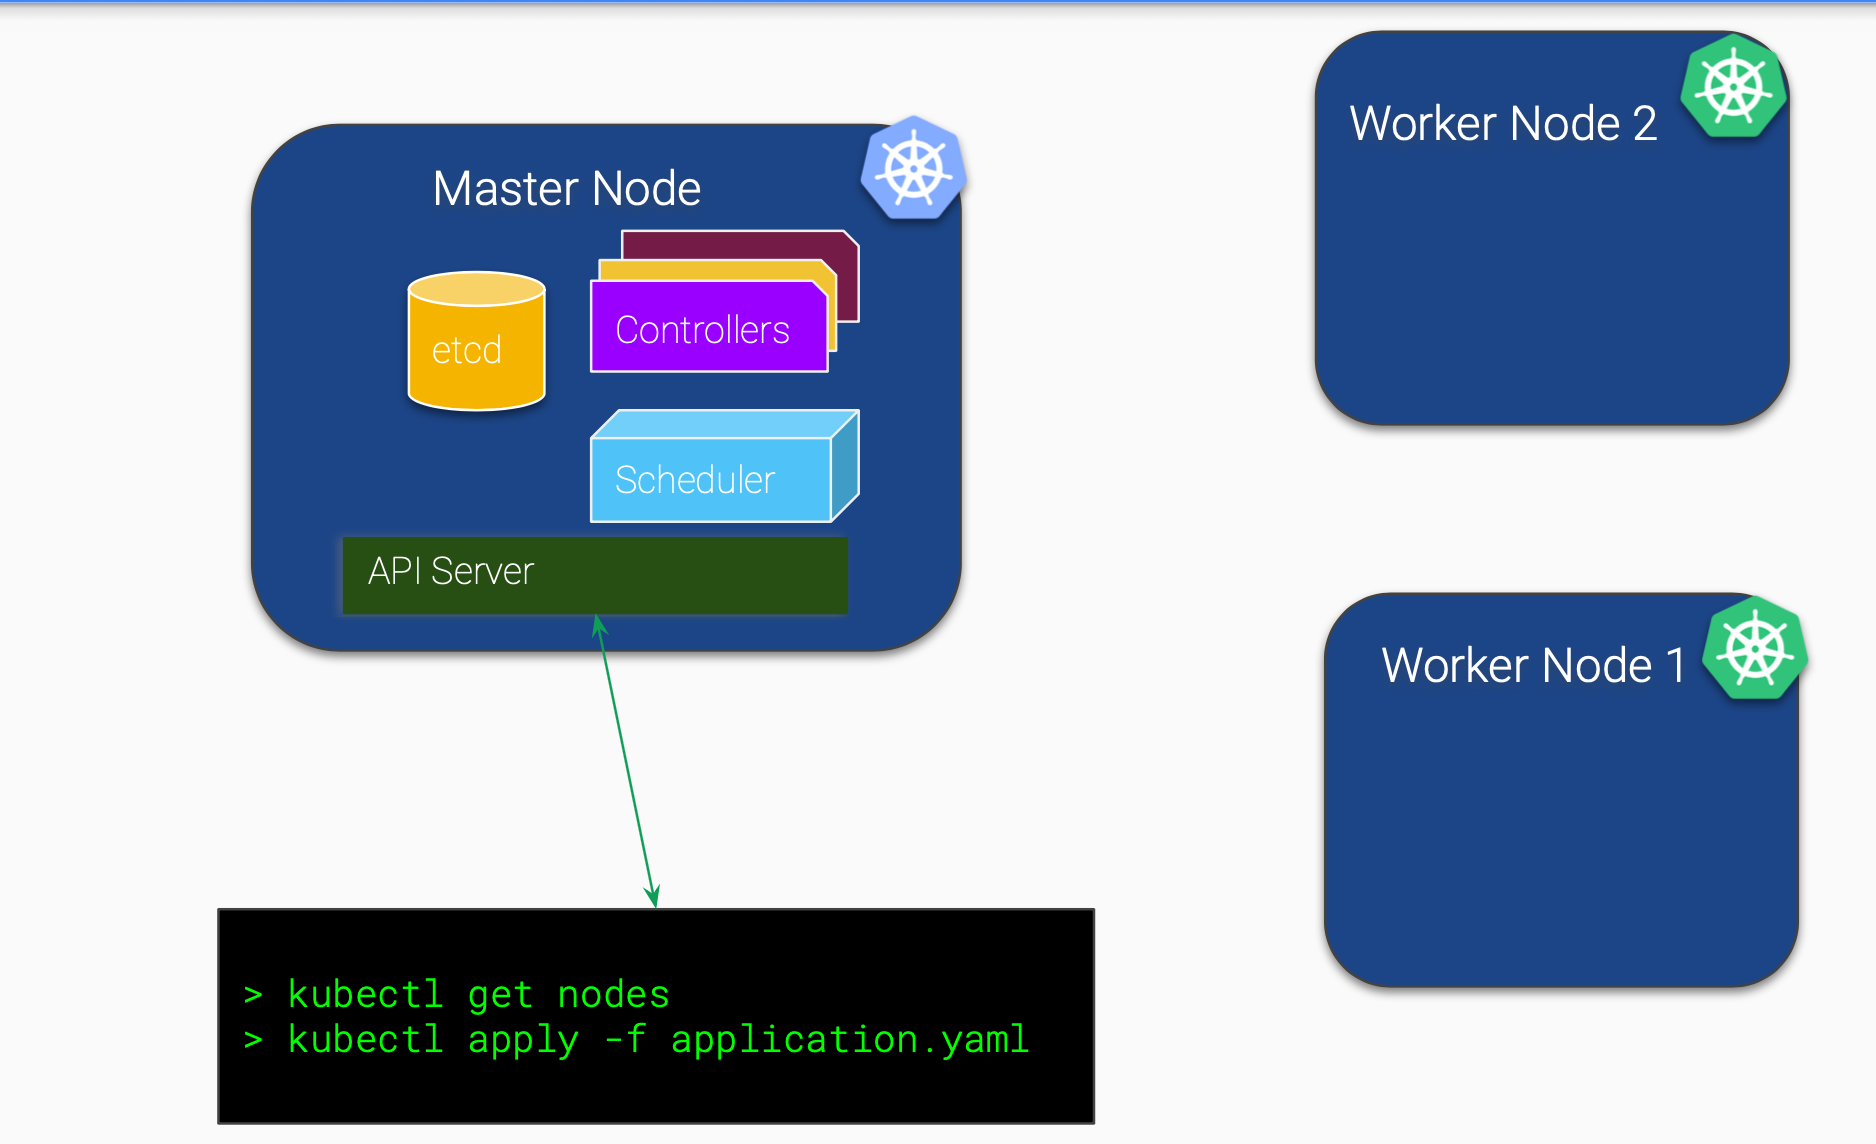 Worker Node 2
Master Node
Controllers
etcd
Scheduler
API Server
Worker Node 1
> kubectl get nodes
> kubectl apply -f application.yaml